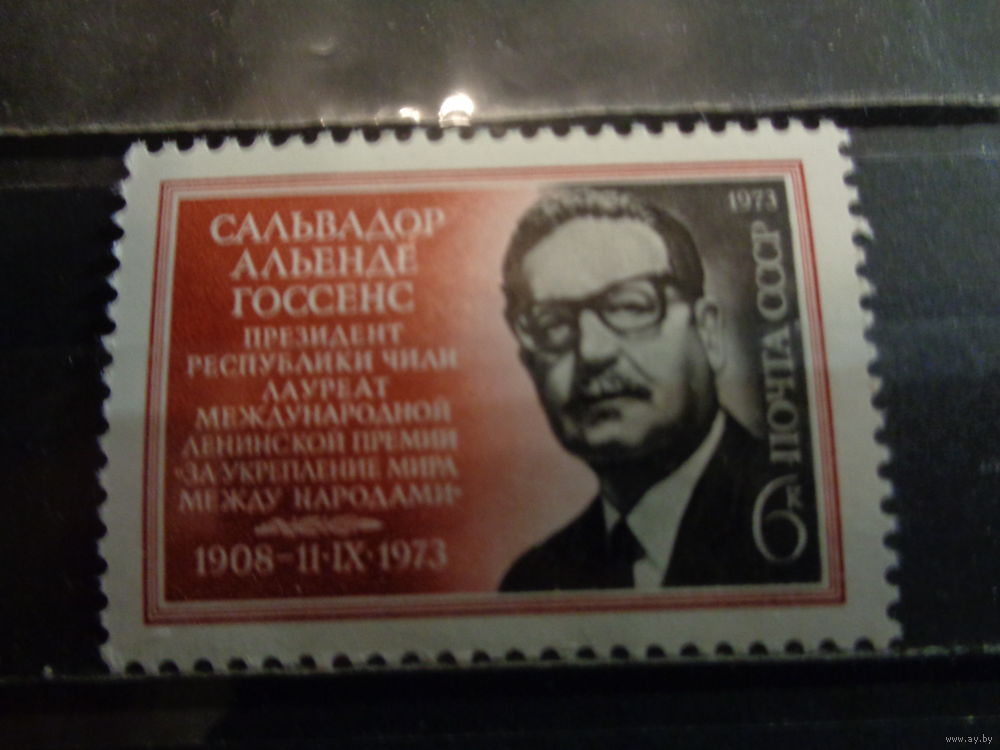 САЛЬВАДОР
АЛЬЕНДЕ
ГОССЕНС
ПРЕЗИДЕНТ
РЕСПУБЛИКИ ЧИЛИ
ЛАУРЕАТ
МЕЖДУНАРОДНОЙ
ЛЕНИНСКОЙ ПРЕМИИ
«ЗА УКРЕПЛЕНИЕ МИРА
МЕЖДУ НАРОДАМИ»
1908-11·IX·1973
1973
ПОЧТА СССР
6к
www.ay.by